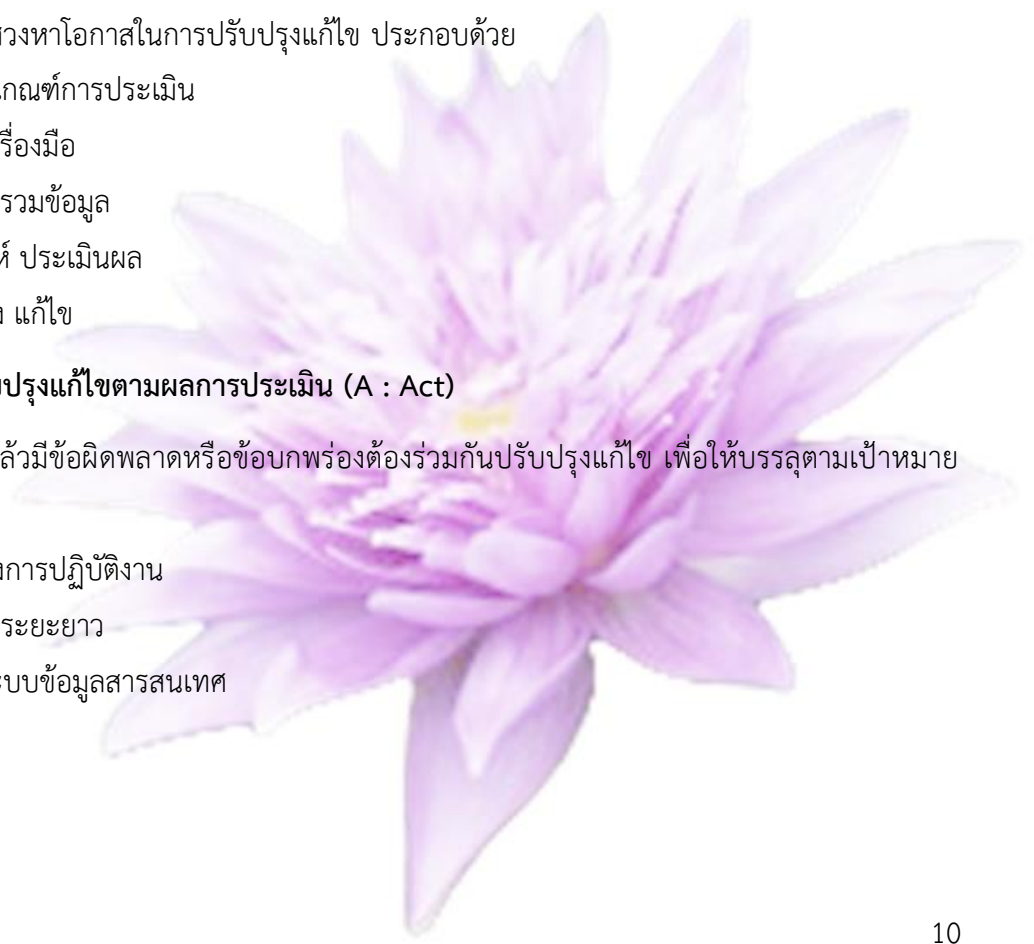 สวงหาโอกาสในการปรับปรุงแก้ไข ประกอบด้วย
เกณฑ์การประเมิน
รื่องมือ
รวมข้อมูล
ห์ ประเมินผล
แก้ไข
ปรุงแก้ไขตามผลการประเมิน (A : Act)
ล้วมีข้อผิดพลาดหรือข้อบกพร่องต้องร่วมกันปรับปรุงแก้ไข เพื่อให้บรรลุตามเป้าหมาย
งการปฏิบัติงาน
ระยะยาว
ะบบข้อมูลสารสนเทศ
10